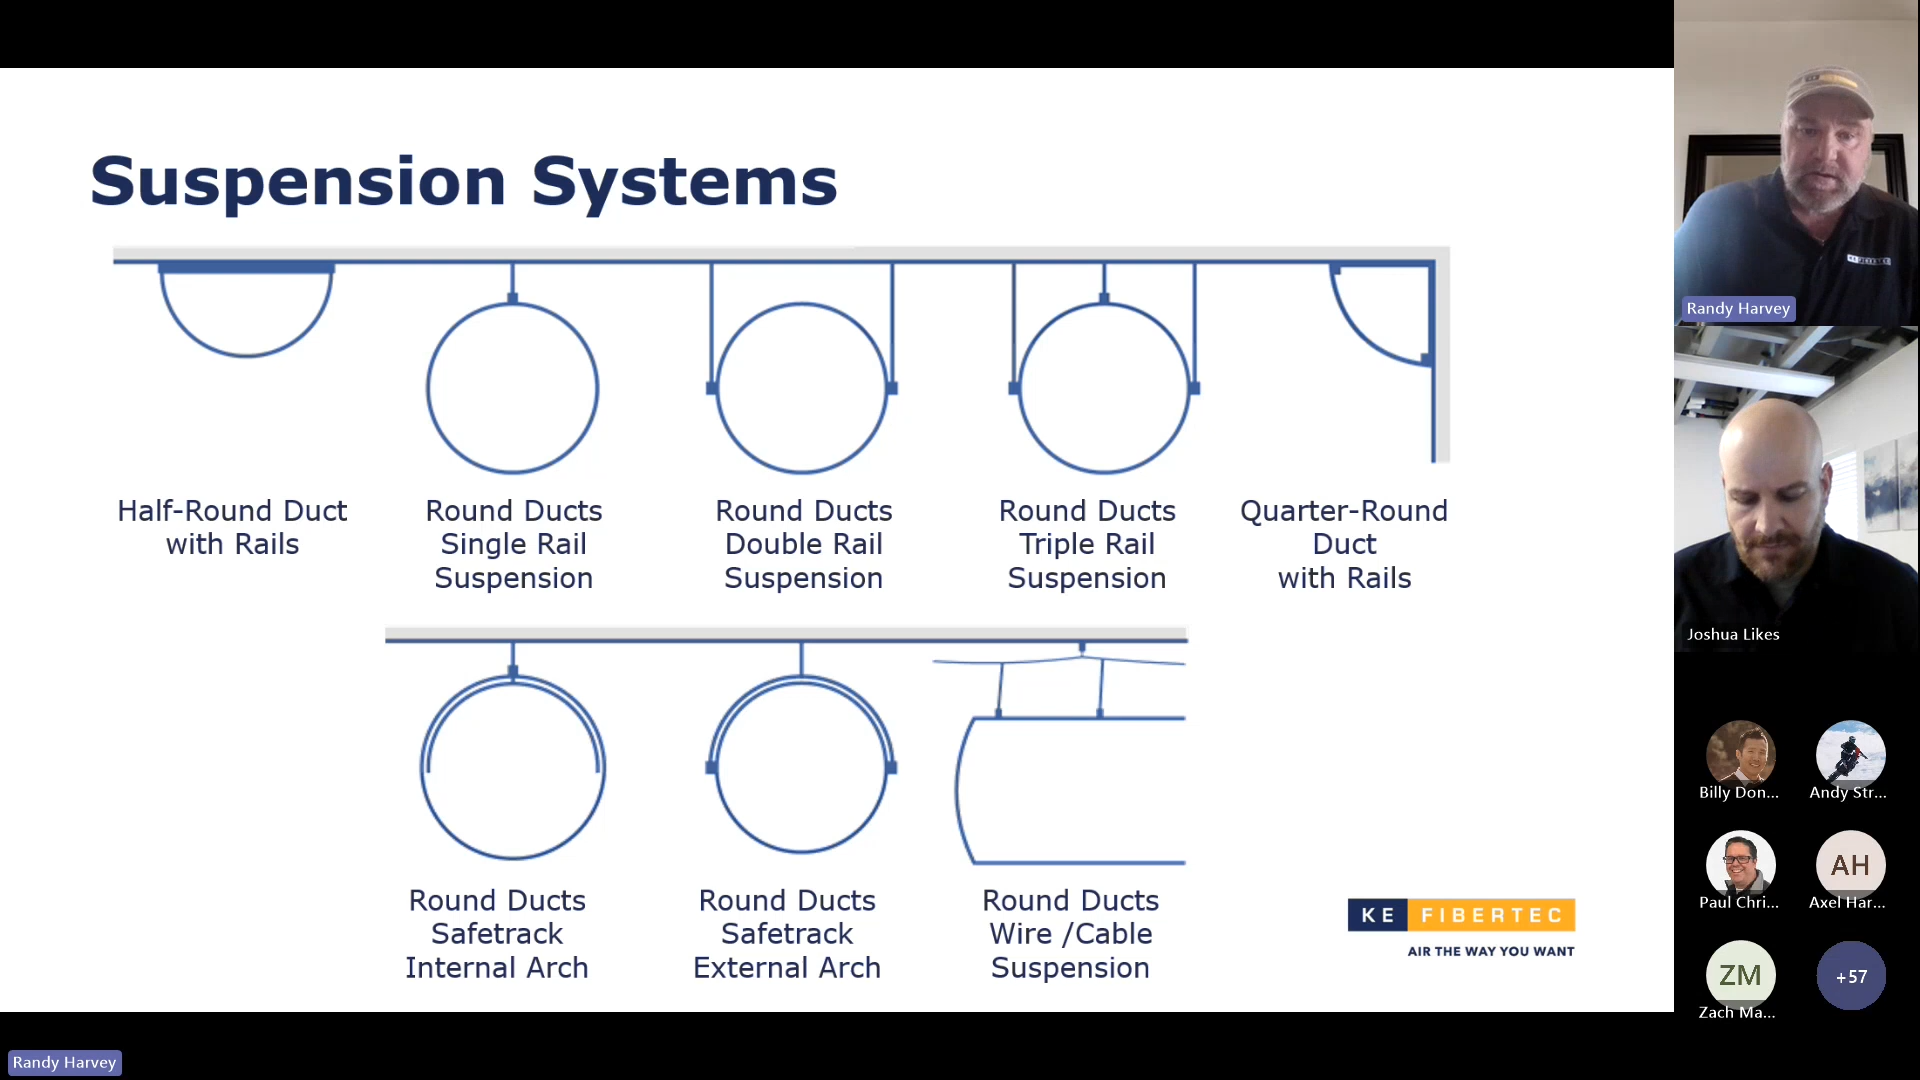 Suspension Systems
Half-Round Duct
with Rails
Round Ducts
Single Rail
Suspension
Round Ducts
Double Rail
Suspension
Round Ducts
Triple Rail
Suspension
Quarter-Round
Duct
with Rails
Round Ducts
Safetrack
Internal Arch
Round Ducts
Safetrack
External Arch
Round Ducts
Wire /Cable
Suspension
KE FIBERTEC
AIR THE WAY YOU WANT
Randy Harvey
Joshua Likes
Billy Don...
Andy Str...
Paul Chri...
AH
Axel Har...
ZM
Zach Ma...
+57
Randy Harvey